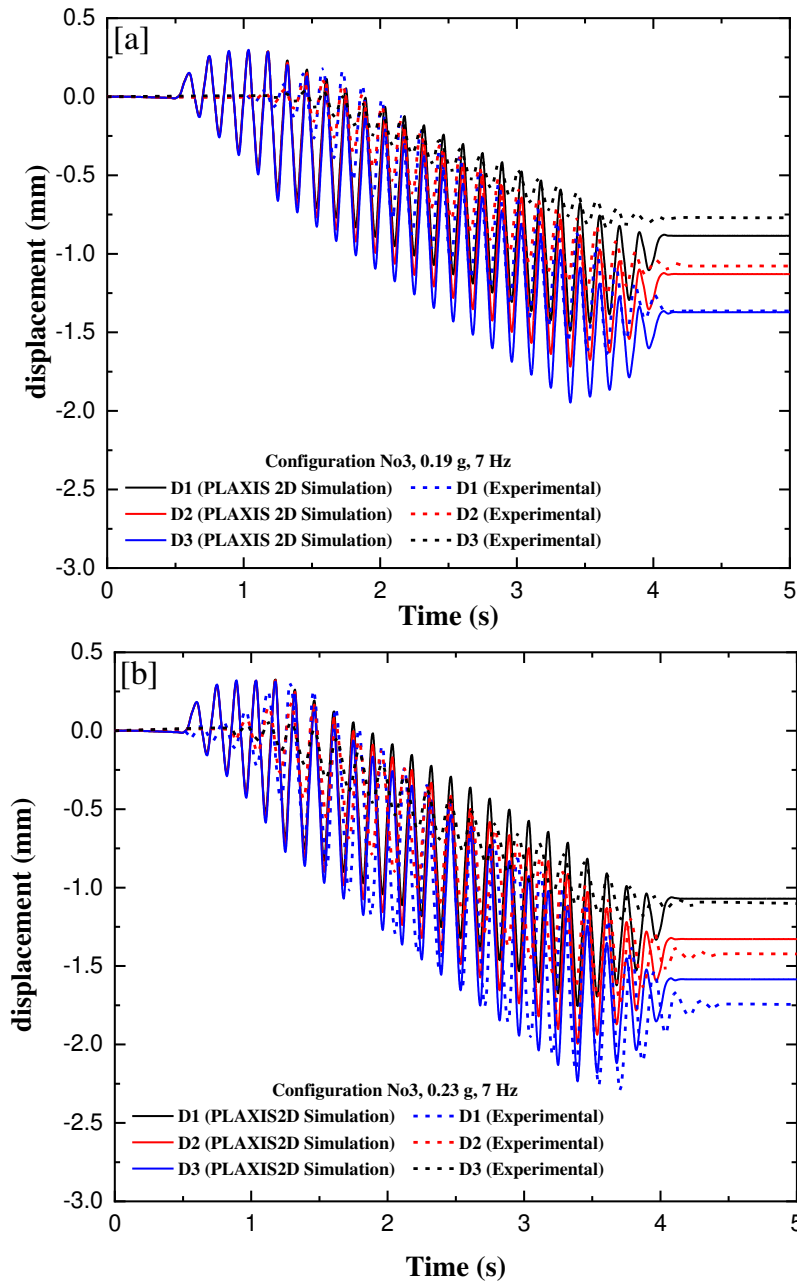 [a]
0.5
0.0
-0.5
-1.0
-1.5
-2.0
-2.5
-3.0
displacement (mm)
Configuration No3, 0.19 g, 7 Hz
D1 (PLAXIS 2D Simulation) D1 (Experimental)
D2 (PLAXIS 2D Simulation) D2 (Experimental)
D3 (PLAXIS 2D Simulation) D3 (Experimental)
0 1 2 3 4 5
Time (s)
[b]
0.5
0.0
-0.5
-1.0
-1.5
-2.0
-2.5
-3.0
displacement (mm)
Configuration No3, 0.23 g, 7 Hz
D1 (PLAXIS2D Simulation) D1 (Experimental)
D2 (PLAXIS2D Simulation) D2 (Experimental)
D3 (PLAXIS2D Simulation) D3 (Experimental)
0 1 2 3 4 5
Time (s)